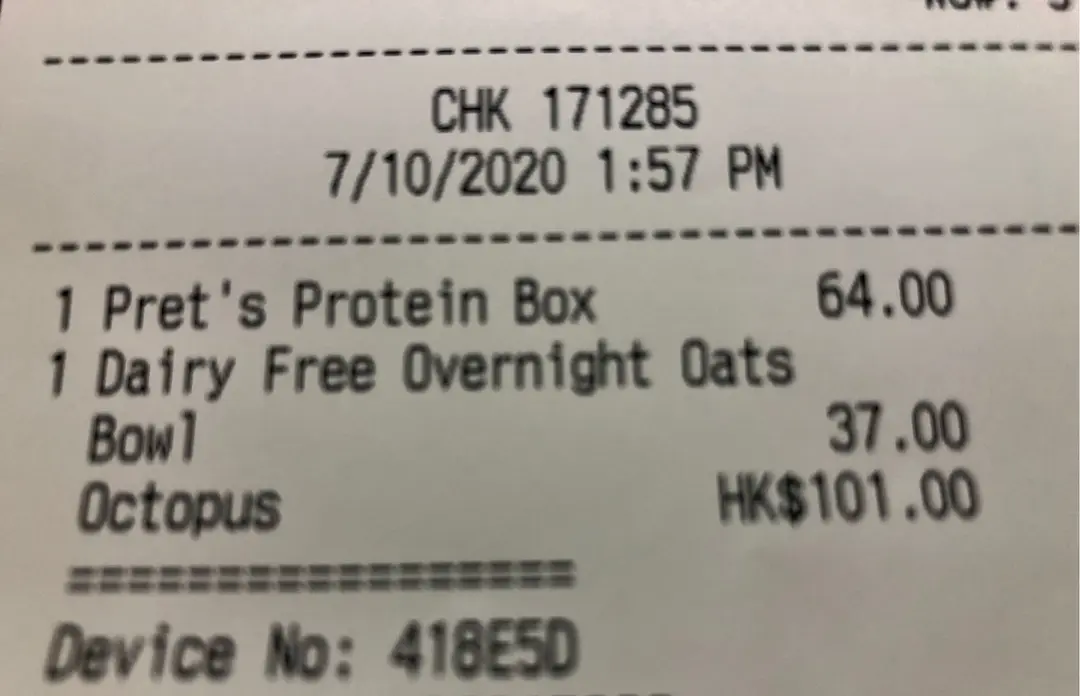 CHK 171285
7/10/2020 1:57 PM
1 Pret's Protein Box 64.00
1 Dairy Free Overnight Oats
Bowl 37.00
Octopus HK$101.00
==================
Device No: 418E5D